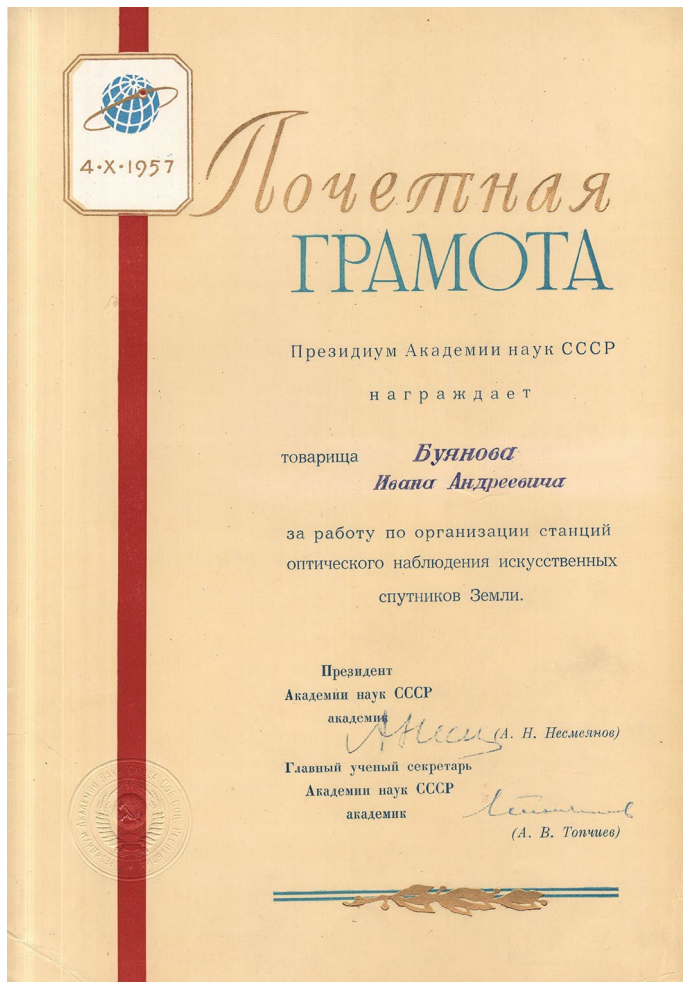 4·X·1957
Почетная
ГРАМОТА
Президиум Академии наук СССР
награждает
товарища Буянова
Ивана Андреевича
за работу по организации станций
оптического наблюдения искусственных
спутников Земли.
Президент
Академии наук СССР
академик
(А. Н. Несмеянов)
Главный ученый секретарь
Академии наук СССР
академик
(А. В. Топчиев)